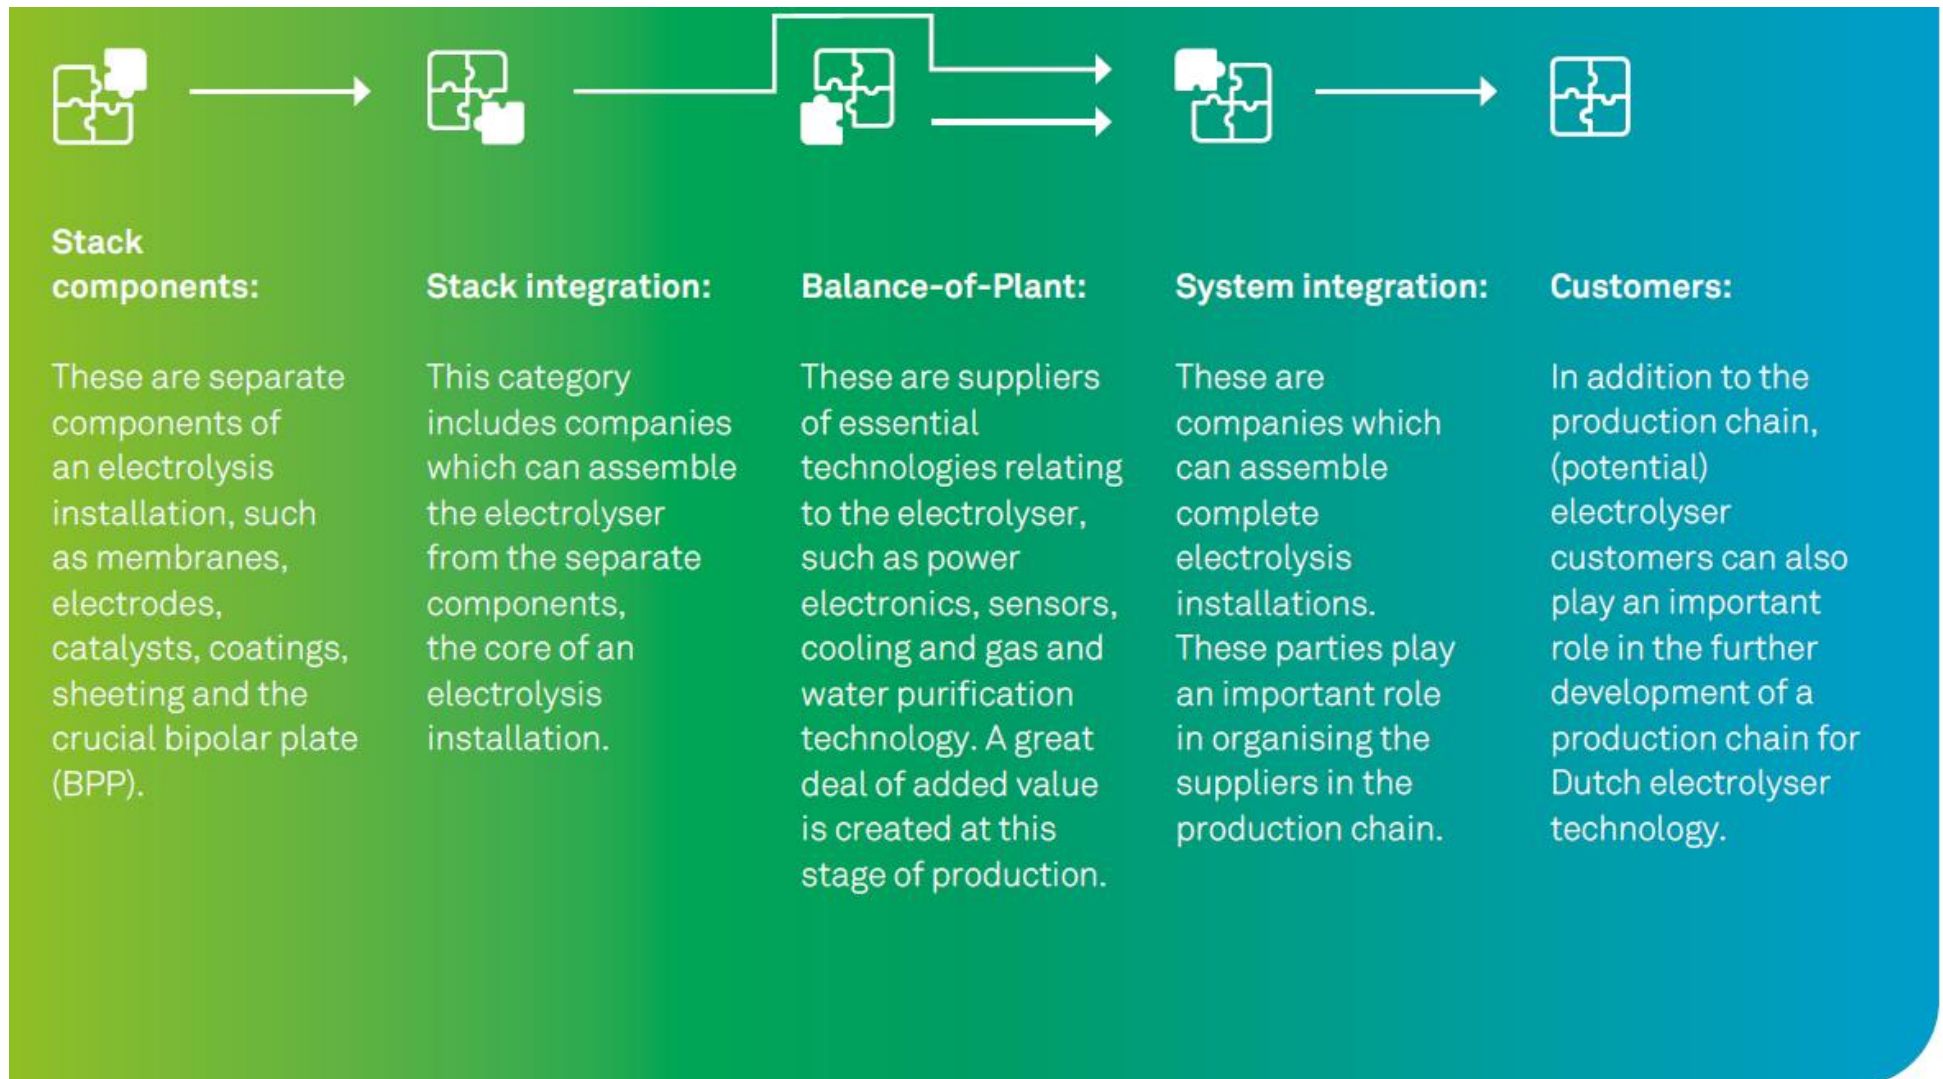 Stack
components:
These are separate
components of
an electrolysis
installation, such
as membranes,
electrodes,
catalysts, coatings,
sheeting and the
crucial bipolar plate
(BPP).
Stack integration:
This category
includes companies
which can assemble
the electrolyser
from the separate
components,
the core of an
electrolysis
installation.
Balance-of-Plant:
These are suppliers
of essential
technologies relating
to the electrolyser,
such as power
electronics, sensors,
cooling and gas and
water purification
technology. A great
deal of added value
is created at this
stage of production.
System integration:
These are
companies which
can assemble
complete
electrolysis
installations.
These parties play
an important role
in organising the
suppliers in the
production chain.
Customers:
In addition to the
production chain,
(potential)
electrolyser
customers can also
play an important
role in the further
development of a
production chain for
Dutch electrolyser
technology.